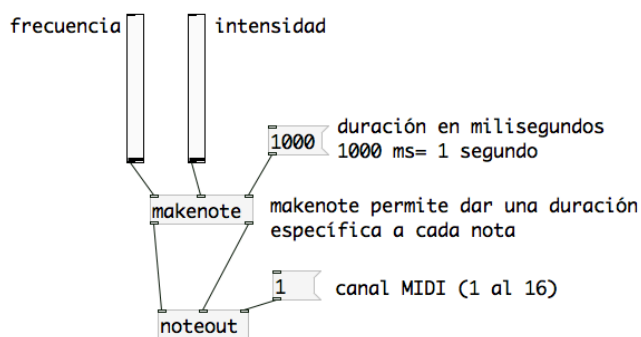 frecuencia
intensidad
1000
duración en milisegundos
1000 ms= 1 segundo
makenote
makenote permite dar una duración
específica a cada nota
1
canal MIDI (1 al 16)
noteout